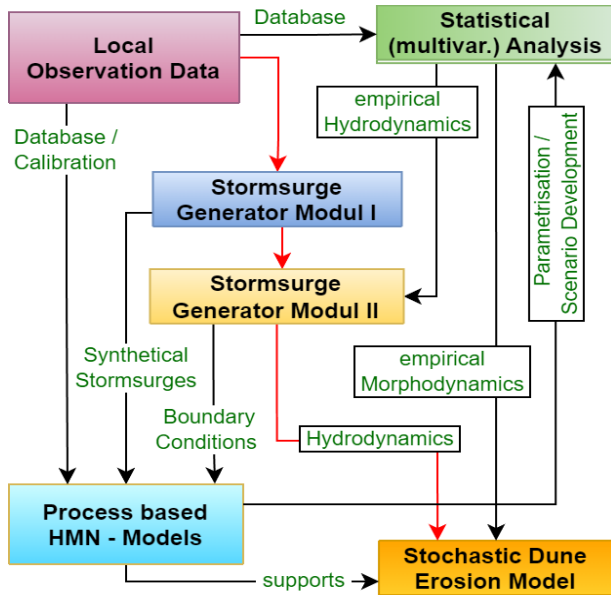 Database
Local
Observation Data
Statistical
(multivar.) Analysis
empirical
Hydrodynamics
Parametrisation /
Scenario Development
Database /
Calibration
Stormsurge
Generator Modul I
Stormsurge
Generator Modul II
Synthetical
Stormsurges
empirical
Morphodynamics
Boundary
Conditions
Hydrodynamics
Process based
HMN - Models
Stochastic Dune
Erosion Model
supports